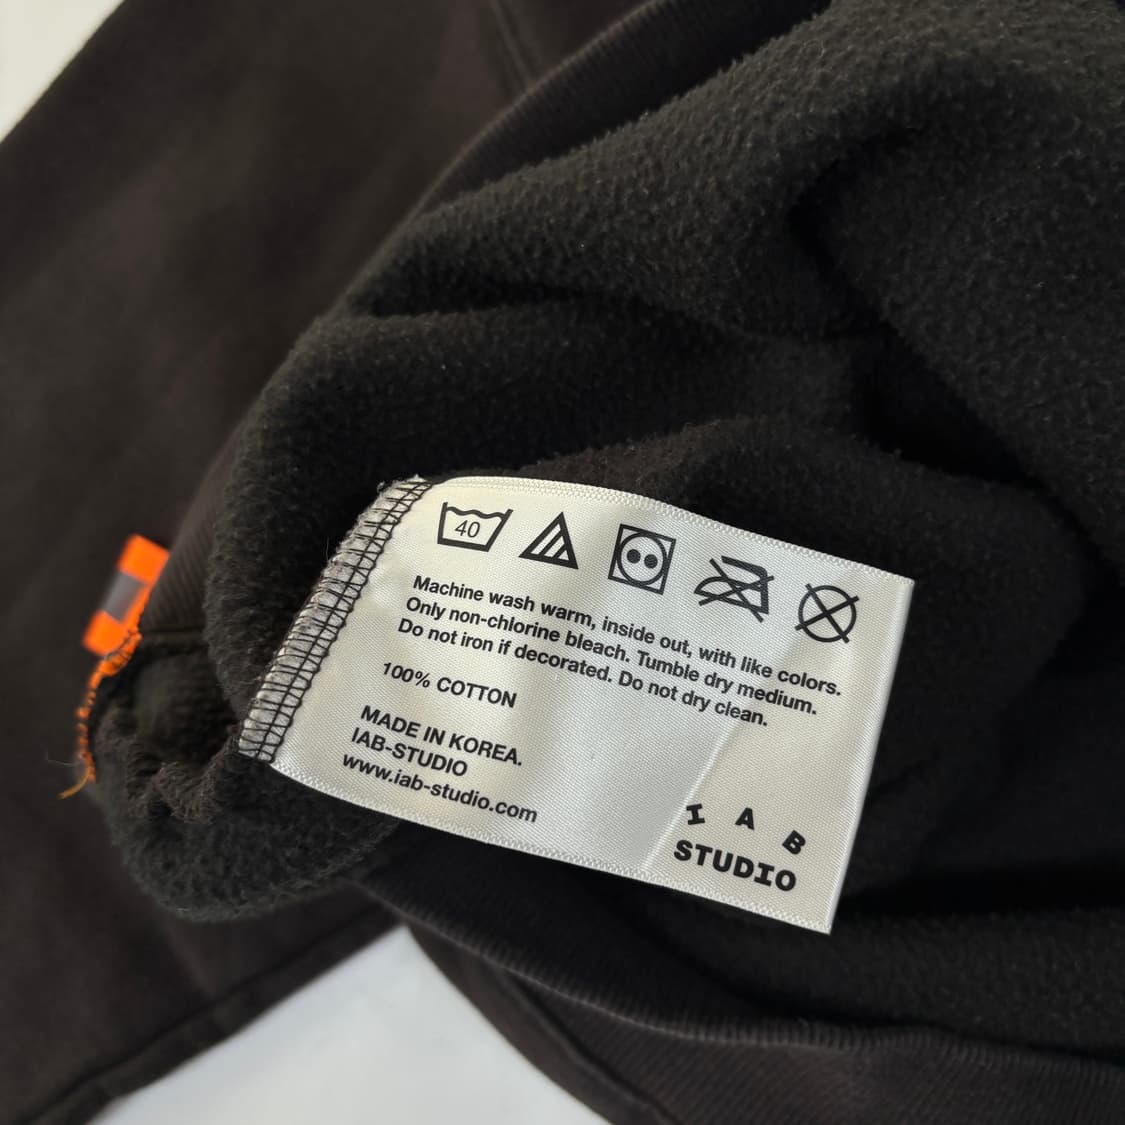 40
Machine wash warm, inside out, with like colors.
Only non-chlorine bleach. Tumble dry medium.
Do not iron if decorated. Do not dry clean.
100% COTTON
MADE IN KOREA.
IAB-STUDIO
www.iab-studio.com
I A B
STUDIO